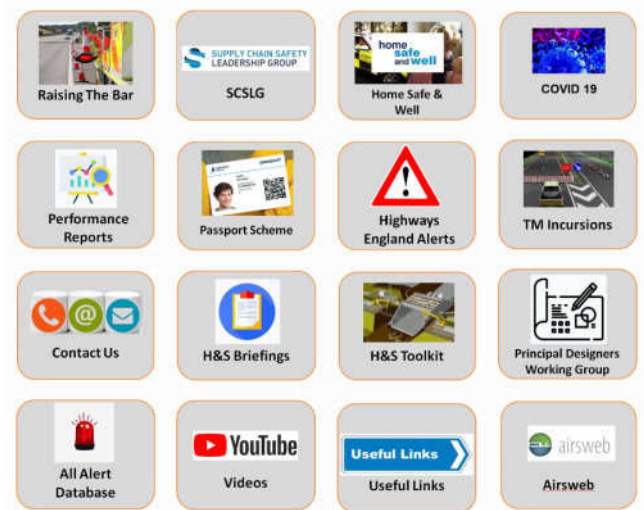 Raising The Bar
SUPPLY CHAIN SAFETY
LEADERSHIP GROUP
SCSLG
home
safe
and well
Home Safe &
Well
COVID 19
Performance
Reports
Passport Scheme
Highways
England Alerts
TM Incursions
Contact Us
H&S Briefings
H&S Toolkit
Principal Designers
Working Group
All Alert
Database
YouTube
Videos
Useful Links
Useful Links
airsweb
Airsweb